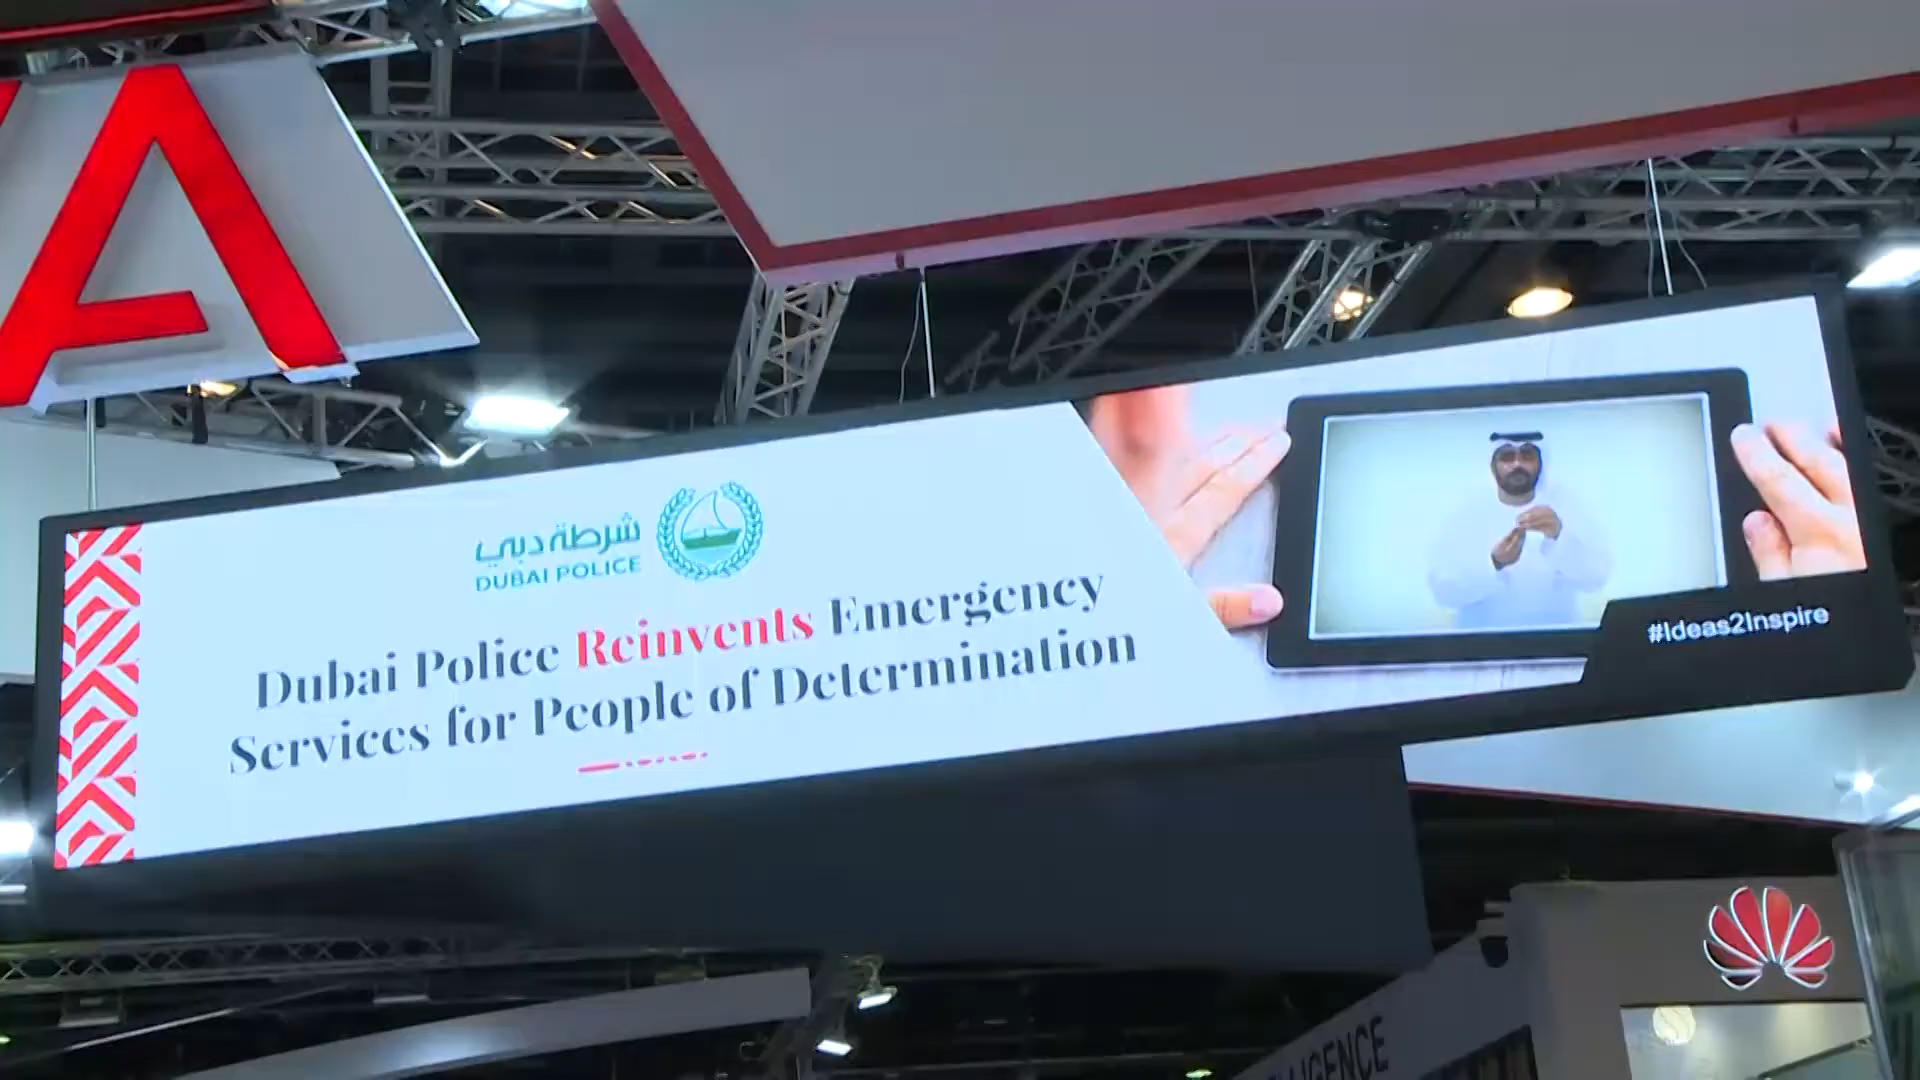 A
شرطة دبي
DUBAI POLICE
Dubai Police Reinvents Emergency
Services for People of Determination
#Ideas2Inspire